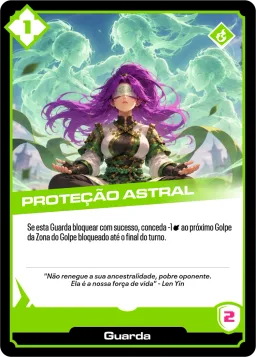 1
PROTEÇÃO ASTRAL
Se esta Guarda bloquear com sucesso, conceda -1 ao próximo Golpe
da Zona do Golpe bloqueado até o final do turno.
"Não renegue a sua ancestralidade, pobre oponente.
Ela é a nossa força de vida" - Len Yin
2
Guarda